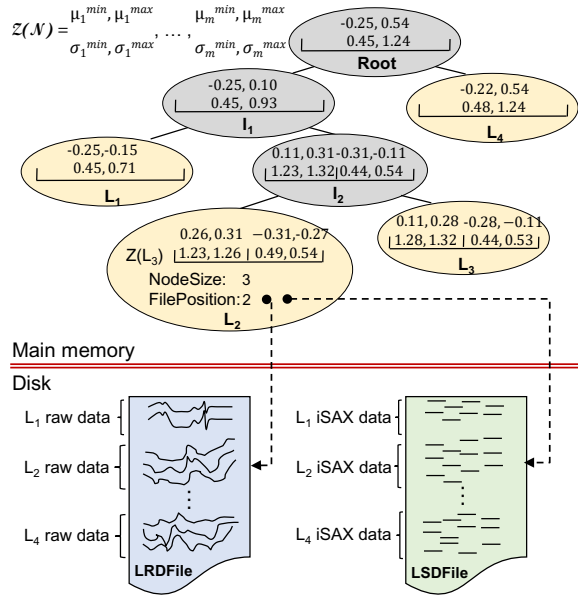 Z(N) = μ₁ᵐⁱⁿ, μ₁ᵐᵃˣ , … , μₘᵐⁱⁿ, μₘᵐᵃˣ
σ₁ᵐⁱⁿ, σ₁ᵐᵃˣ σₘᵐⁱⁿ, σₘᵐᵃˣ
-0.25, 0.54
0.45, 1.24
Root
-0.25, 0.10
0.45, 0.93
I₁
-0.22, 0.54
0.48, 1.24
L₄
-0.25,-0.15
0.45, 0.71
L₁
0.11, 0.31 -0.31,-0.11
1.23, 1.32 0.44, 0.54
I₂
0.26, 0.31 −0.31,-0.27
Z(L₃) 1.23, 1.26 0.49, 0.54
NodeSize: 3
FilePosition: 2
L₂
0.11, 0.28 -0.28, −0.11
1.28, 1.32 0.44, 0.53
L₃
Main memory
Disk
L₁ raw data
L₂ raw data
L₄ raw data
LRDFile
L₁ iSAX data
L₂ iSAX data
L₄ iSAX data
LSDFile